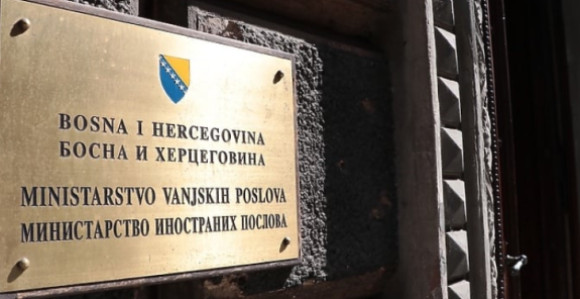 BOSNA I HERCEGOVINA
БОСНА И ХЕРЦЕГОВИНА
MINISTARSTVO VANJSKIH POSLOVA
МИНИСТАРСТВО ИНОСТРАНИХ ПОСЛОВА